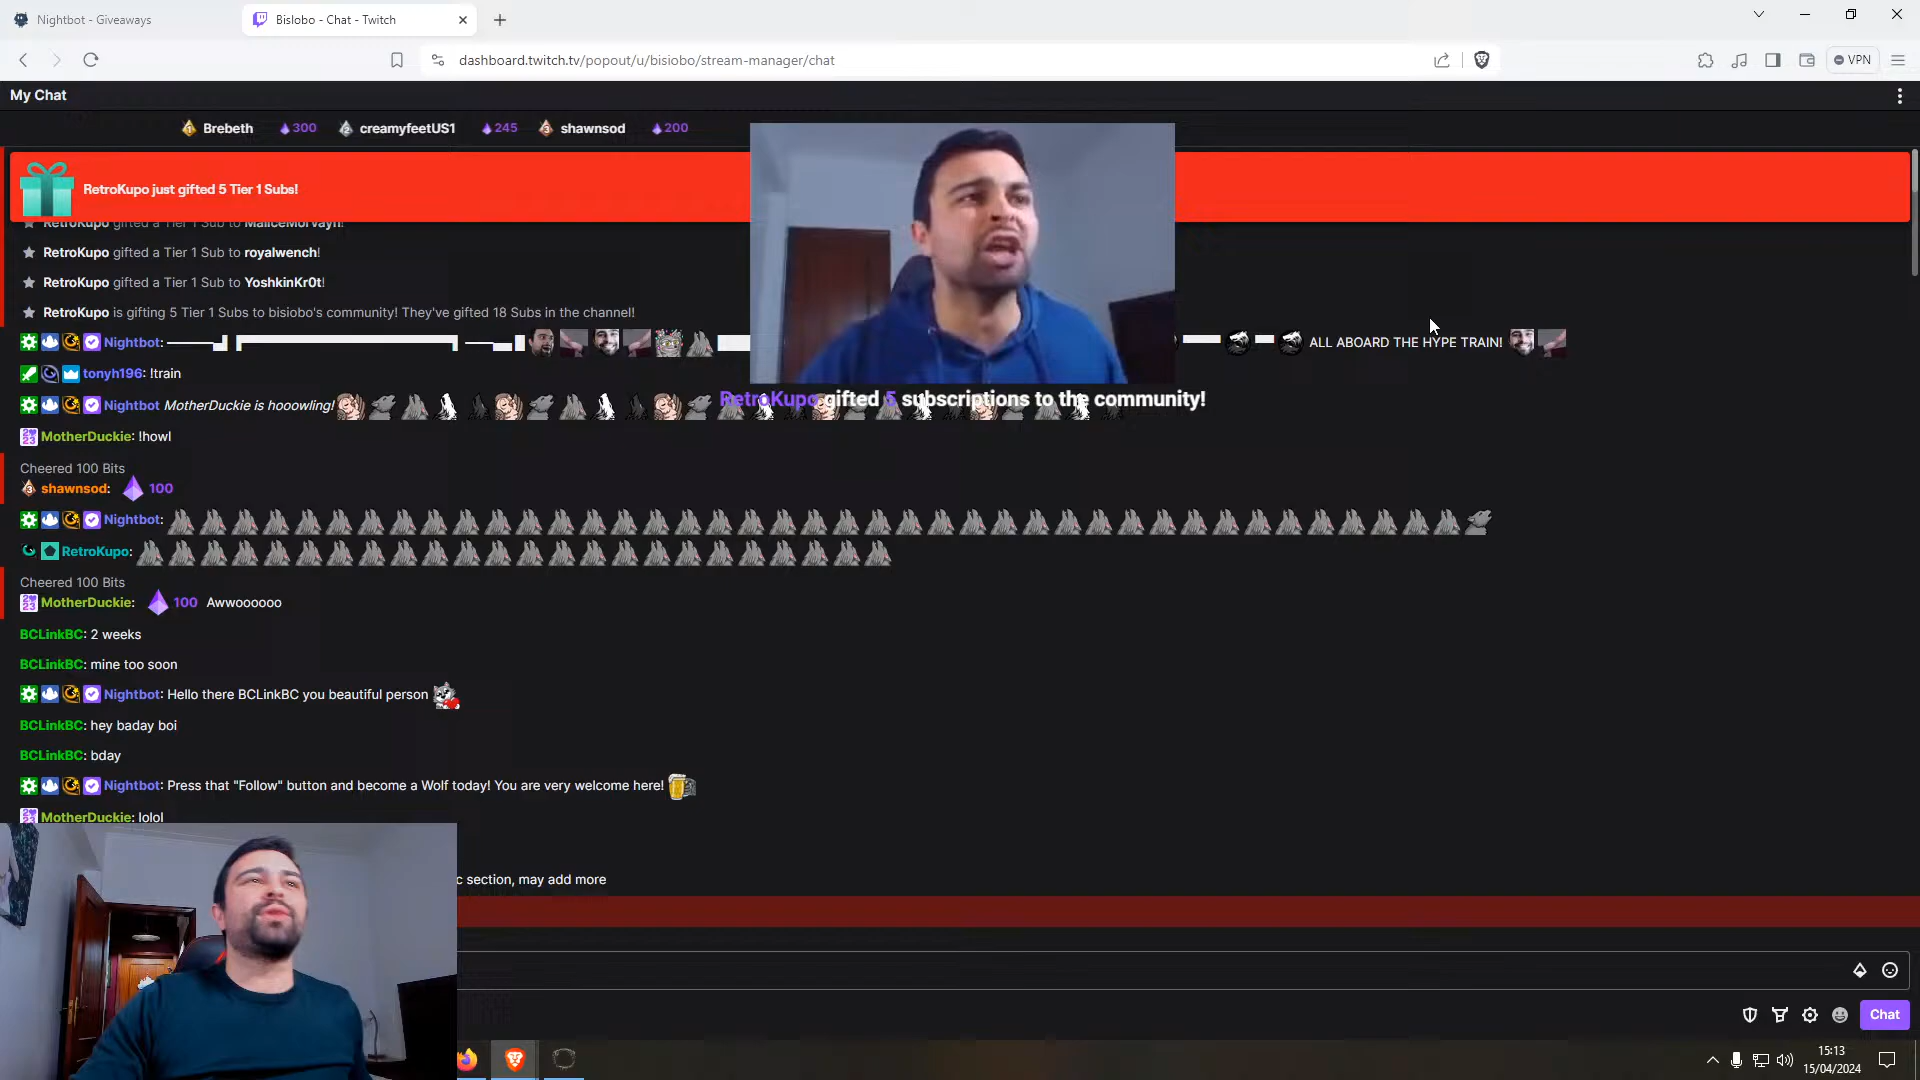 Nightbot - Giveaways
Bislobo - Chat - Twitch
dashboard.twitch.tv/popout/u/bisiobo/stream-manager/chat
VPN
My Chat
Brebeth 300 creamyfeetUS1 245 shawnsod 200
RetroKupo just gifted 5 Tier 1 Subs!
RetroKupo gifted a Tier 1 Sub to MaliceMorvayn!
RetroKupo gifted a Tier 1 Sub to royalwench!
RetroKupo gifted a Tier 1 Sub to YoshkinKr0t!
RetroKupo is gifting 5 Tier 1 Subs to bisiobo's community! They've gifted 18 Subs in the channel!
Nightbot: ALL ABOARD THE HYPE TRAIN!
tonyh196: !train
RetroKupo gifted 5 subscriptions to the community!
Nightbot MotherDuckie is hooowling!
MotherDuckie: !howl
Cheered 100 Bits
shawnsod: 100
Nightbot:
RetroKupo:
Cheered 100 Bits
MotherDuckie: 100 Awwoooooo
BCLinkBC: 2 weeks
BCLinkBC: mine too soon
Nightbot: Hello there BCLinkBC you beautiful person
BCLinkBC: hey baday boi
BCLinkBC: bday
Nightbot: Press that "Follow" button and become a Wolf today! You are very welcome here!
MotherDuckie: lolol
c section, may add more
Chat
15:13
15/04/2024